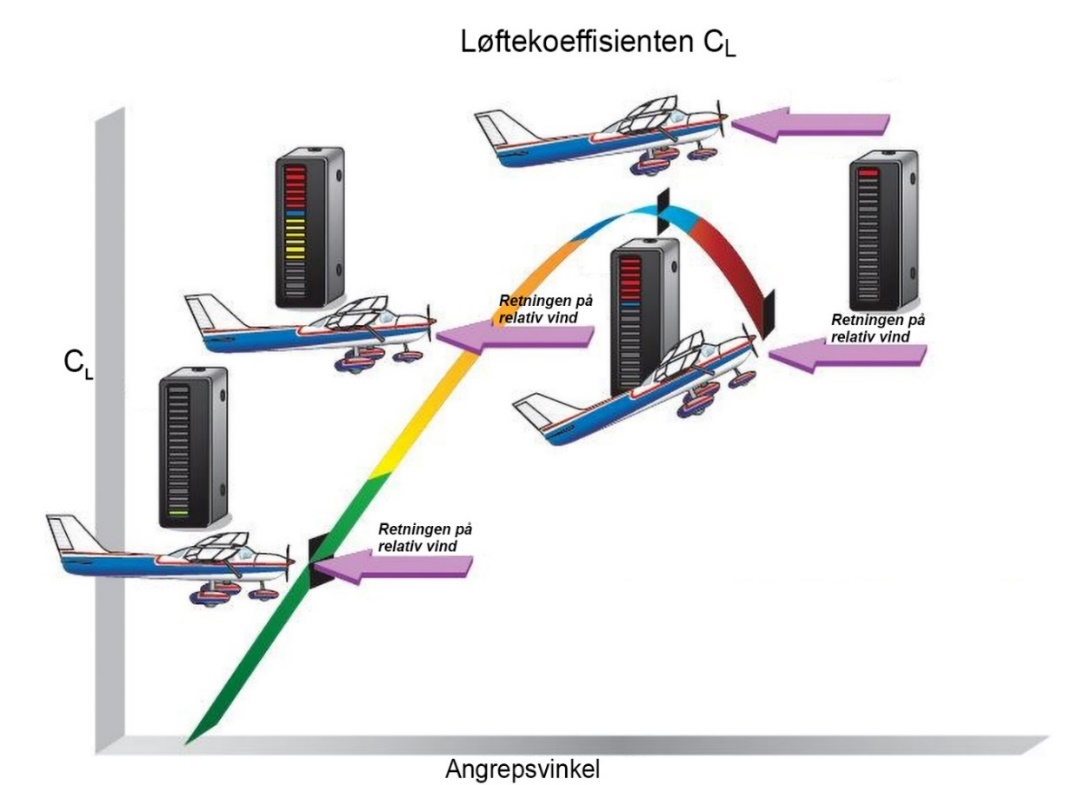 Løftekoeffisienten CL
Retningen på
relativ vind
Retningen på
relativ vind
CL
Retningen på
relativ vind
Angrepsvinkel